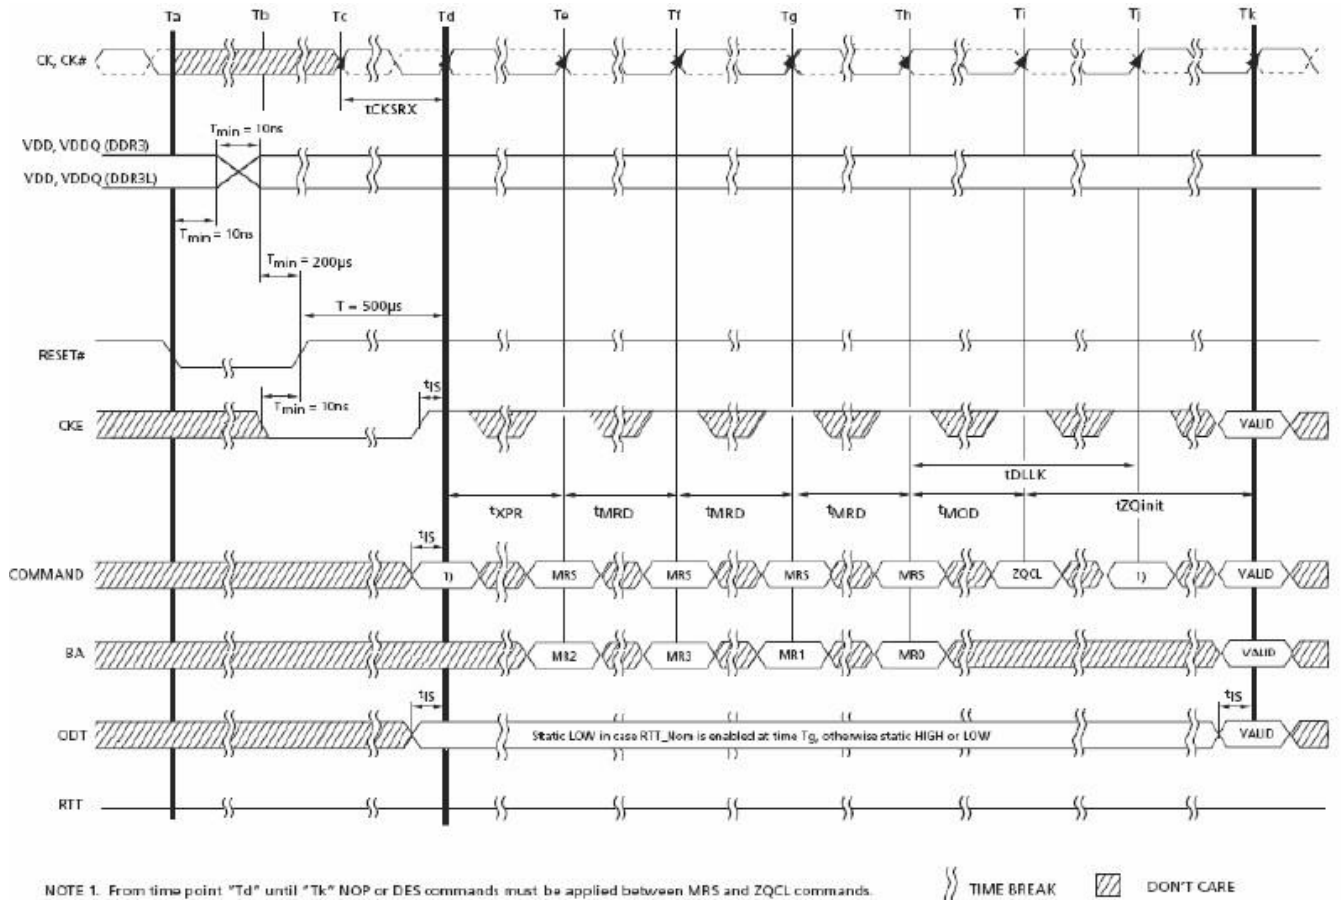 Ta Tb Tc Td Te Tf Tg Th Ti Tj Tk
CK, CK#
tCKSRX
Tmin = 10ns
VDD, VDDQ (DDR3)
VDD, VDDQ (DDR3L)
Tmin = 10ns
Tmin = 200µs
T = 500µs
RESET#
tIS
Tmin = 10ns
CKE VALID
tDLLK
tXPR tMRD tMRD tMRD tMOD tZQinit
tIS
COMMAND 1) MRS MRS MRS MRS ZQCL 1) VALID
BA MR2 MR3 MR1 MR0 VALID
tIS tIS
ODT Static LOW in case RTT_Nom is enabled at time Tg, otherwise static HIGH or LOW VALID
RTT
NOTE 1. From time point "Td" until "Tk" NOP or DES commands must be applied between MRS and ZQCL commands. TIME BREAK DON'T CARE